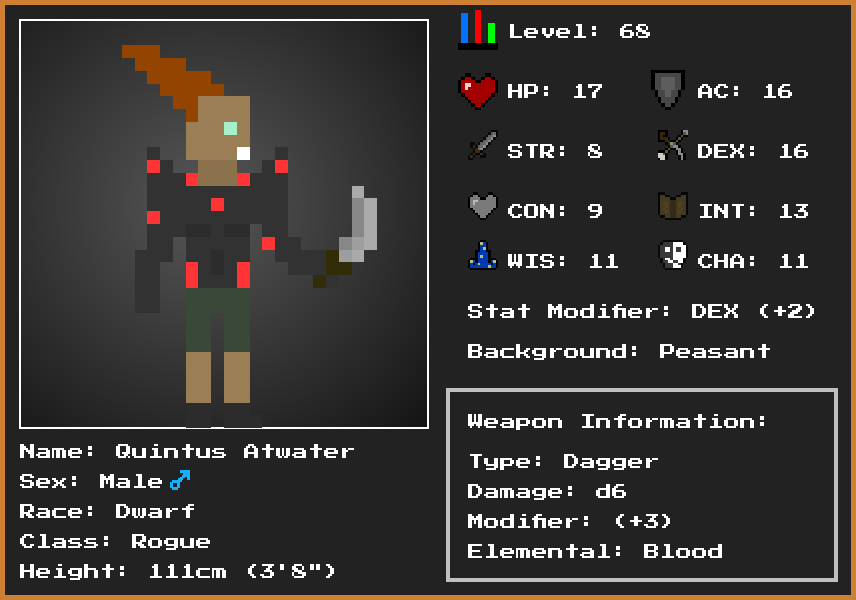 Level: 68
HP: 17
AC: 16
STR: 8
DEX: 16
CON: 9
INT: 13
WIS: 11
CHA: 11
Stat Modifier: DEX (+2)
Background: Peasant
Weapon Information:
Type: Dagger
Damage: d6
Modifier: (+3)
Elemental: Blood
Name: Quintus Atwater
Sex: Male♂
Race: Dwarf
Class: Rogue
Height: 111cm (3'8")